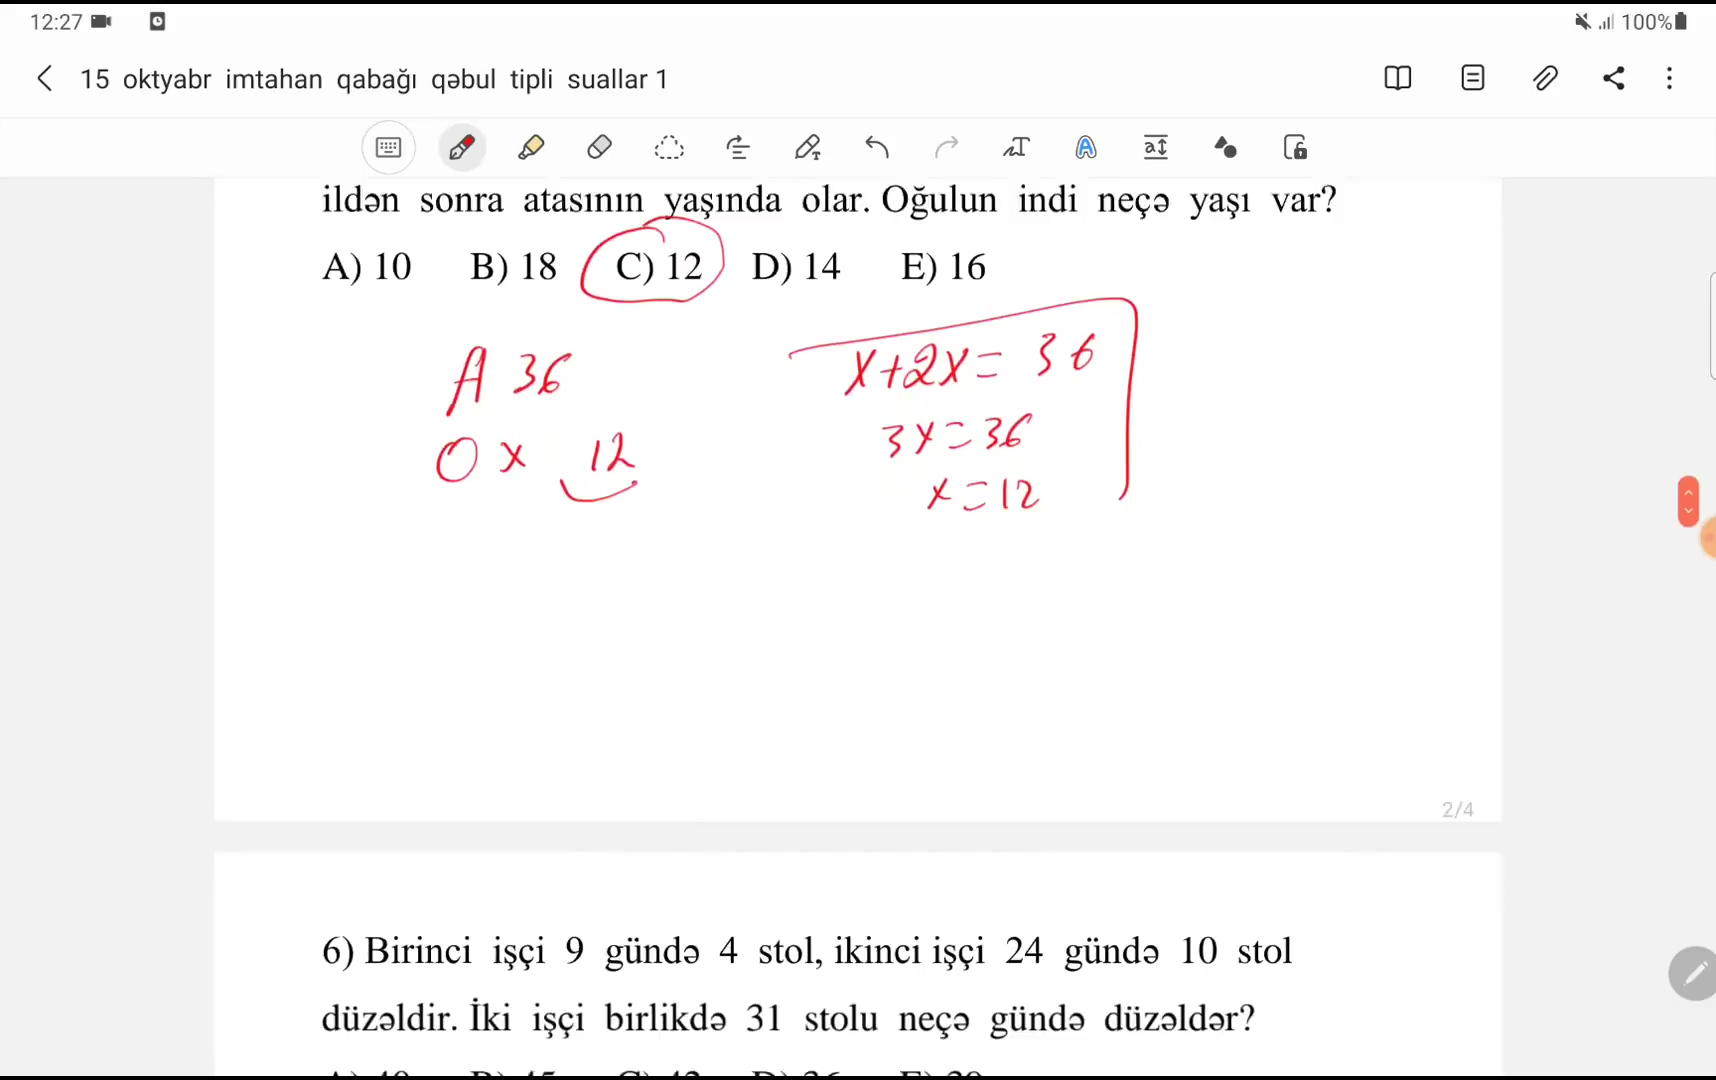 12:27
100%
15 oktyabr imtahan qabağı qəbul tipli suallar 1
ildən sonra atasının yaşında olar. Oğulun indi neçə yaşı var?
A) 10 B) 18 C) 12 D) 14 E) 16
A 36
O x 12
x+2x=36
3x=36
x=12
2/4
6) Birinci işçi 9 gündə 4 stol, ikinci işçi 24 gündə 10 stol
düzəldir. İki işçi birlikdə 31 stolu neçə gündə düzəldər?